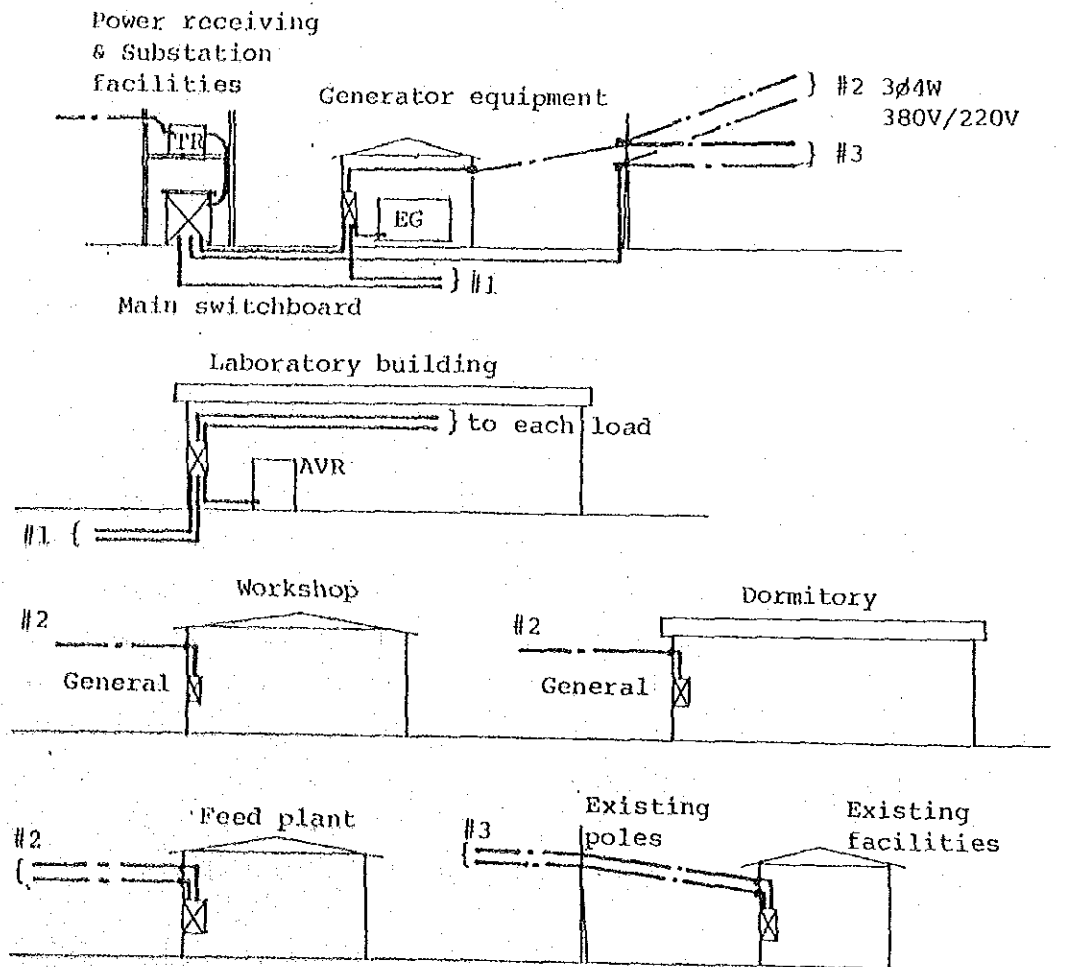 Power receiving
& Substation
facilities
Generator equipment
} #2 3ø4W
380V/220V
} #3
TR
EG
} #1
Main switchboard
Laboratory building
} to each load
AVR
#1 {
Workshop
#2
General
Dormitory
#2
General
Feed plant
#2
{
Existing
poles
#3
{
Existing
facilities